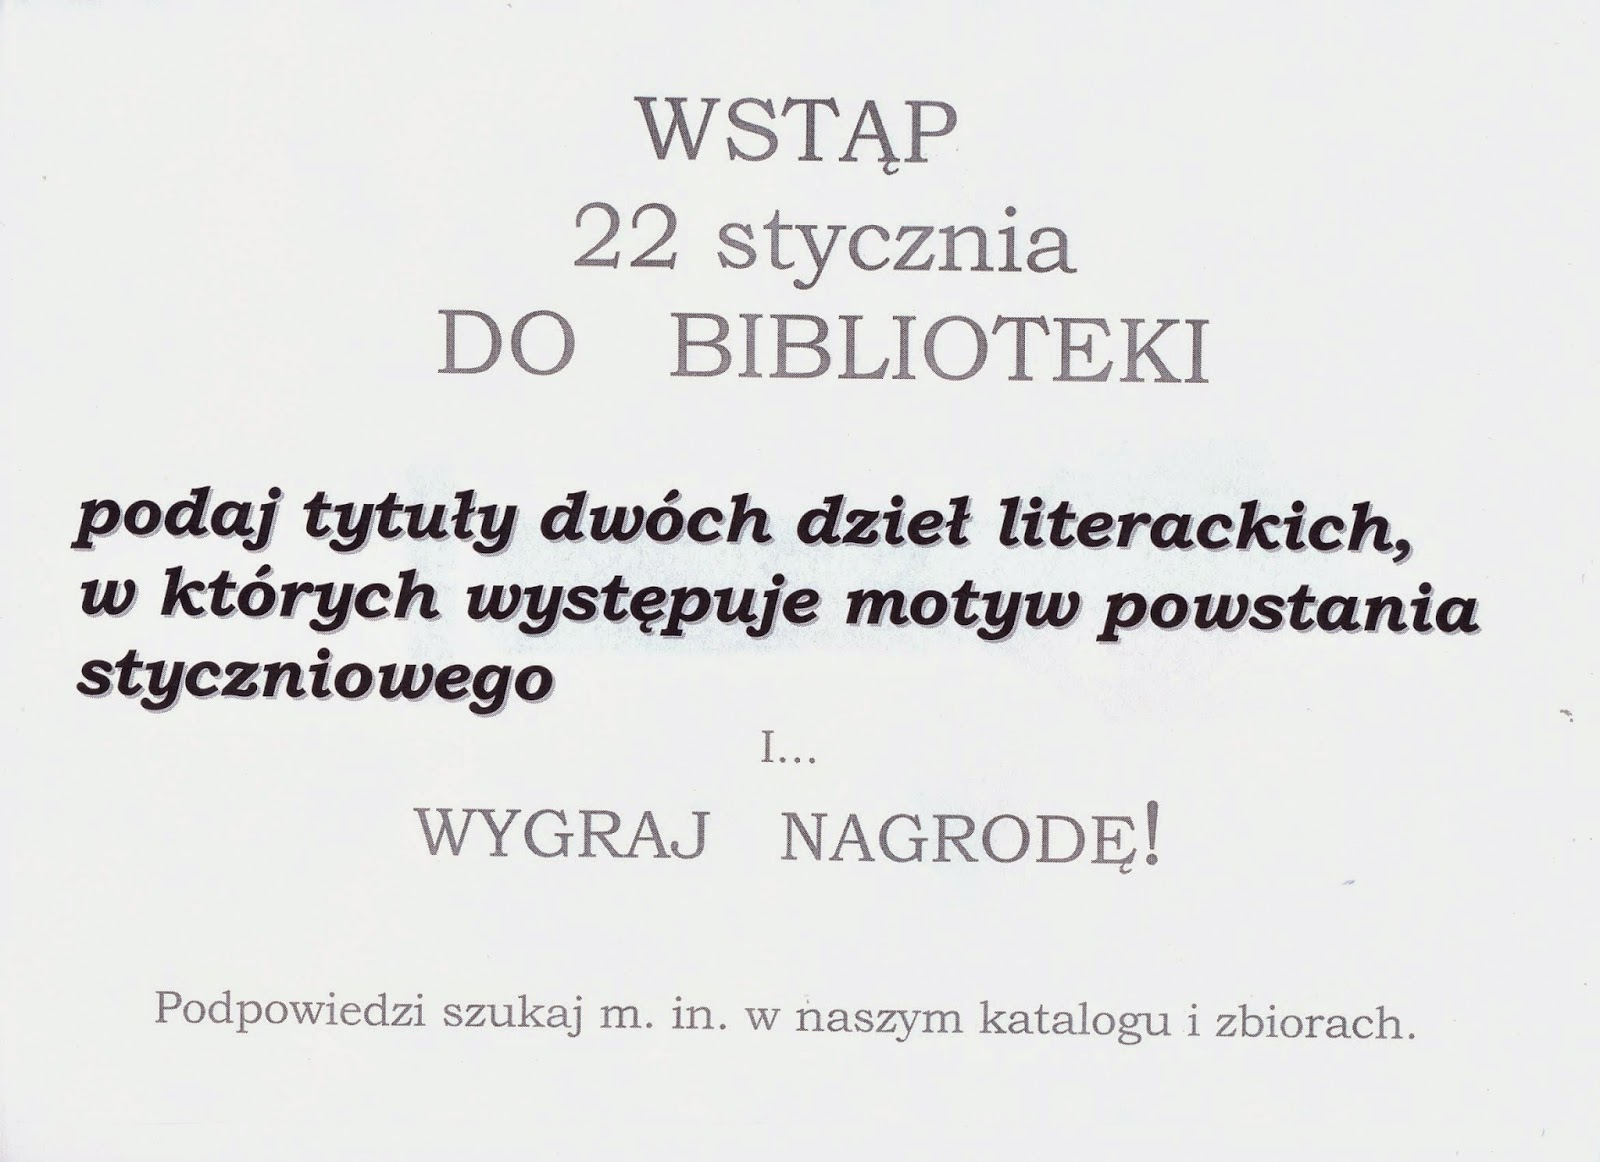 WSTĄP
22 stycznia
DO BIBLIOTEKI
podaj tytuły dwóch dzieł literackich,
w których występuje motyw powstania
styczniowego
I...
WYGRAJ NAGRODĘ!
Podpowiedzi szukaj m. in. w naszym katalogu i zbiorach.